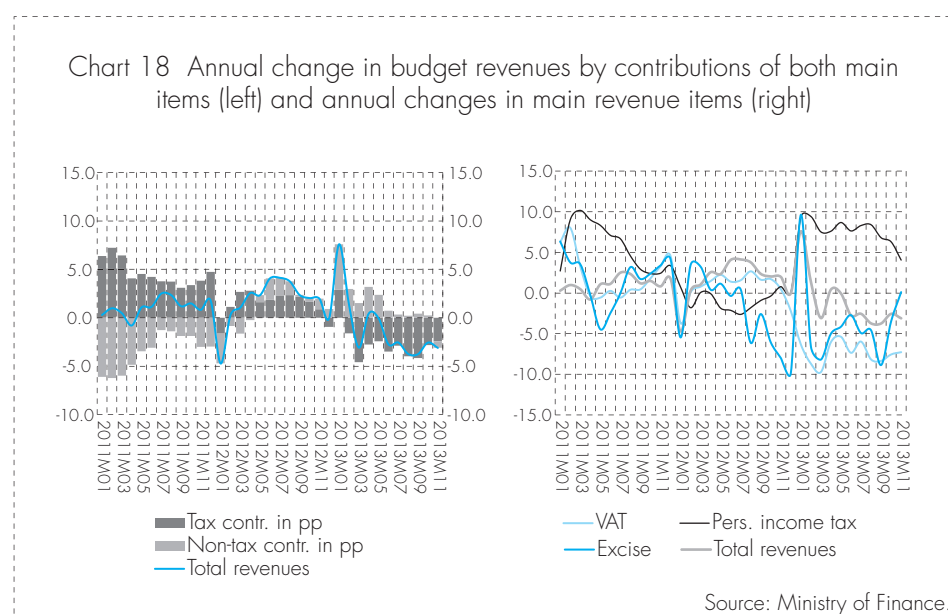 Chart 18 Annual change in budget revenues by contributions of both main
items (left) and annual changes in main revenue items (right)
15.0
10.0
5.0
0.0
-5.0
-10.0
15.0
10.0
5.0
0.0
-5.0
-10.0
2011M01
2011M03
2011M05
2011M07
2011M09
2011M11
2012M01
2012M03
2012M05
2012M07
2012M09
2012M11
2013M01
2013M03
2013M05
2013M07
2013M09
2013M11
Tax contr. in pp
Non-tax contr. in pp
Total revenues
15.0
10.0
5.0
0.0
-5.0
-10.0
-15.0
2011M01
2011M03
2011M05
2011M07
2011M09
2011M11
2012M01
2012M03
2012M05
2012M07
2012M09
2012M11
2013M01
2013M03
2013M05
2013M07
2013M09
2013M11
VAT
Pers. income tax
Excise
Total revenues
Source: Ministry of Finance